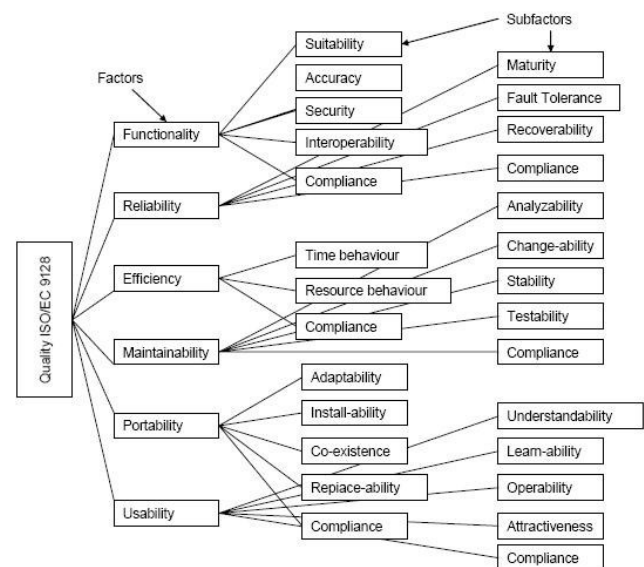 Subfactors
Factors
Suitability
Accuracy
Security
Interoperability
Compliance
Maturity
Fault Tolerance
Recoverability
Compliance
Functionality
Reliability
Efficiency
Maintainability
Portability
Usability
Quality ISO/EC 9128
Time behaviour
Resource behaviour
Compliance
Analyzability
Change-ability
Stability
Testability
Compliance
Adaptability
Install-ability
Co-existence
Repiace-ability
Compliance
Understandability
Learn-ability
Operability
Attractiveness
Compliance